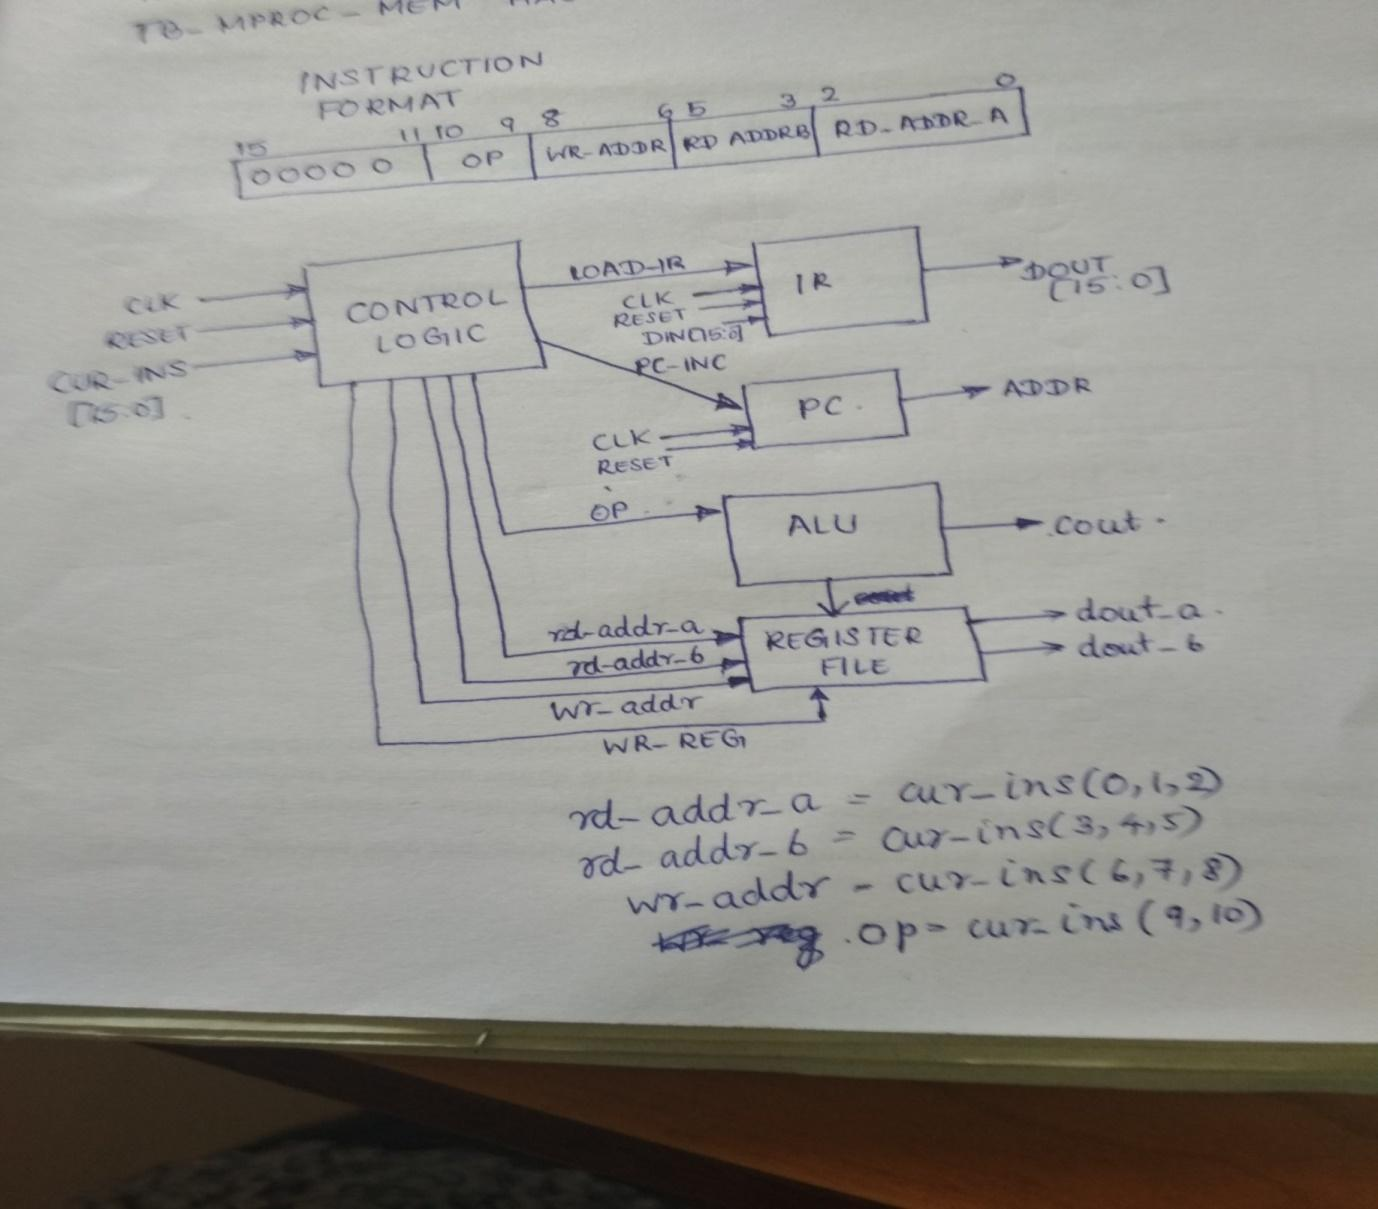 TB- MPROC- MEM
INSTRUCTION
FORMAT
15 11 10 9 8 6 5 3 2 0
00000 OP WR-ADDR RD ADDRB RD-ADDR-A
CONTROL
LOGIC
CLK
RESET
CUR-INS
[15:0]
LOAD-IR
CLK
RESET
DIN[15:0]
IR
DOUT
[15:0]
PC-INC
CLK
RESET
PC.
ADDR
OP
ALU
cout.
rd-addr-a
rd-addr-b
wr-addr
WR-REG
REGISTER
FILE
dout-a.
dout-b
rd-addr-a = cur-ins(0,1,2)
rd-addr-b = cur-ins(3,4,5)
wr-addr - cur-ins(6,7,8)
.op= cur-ins (9,10)